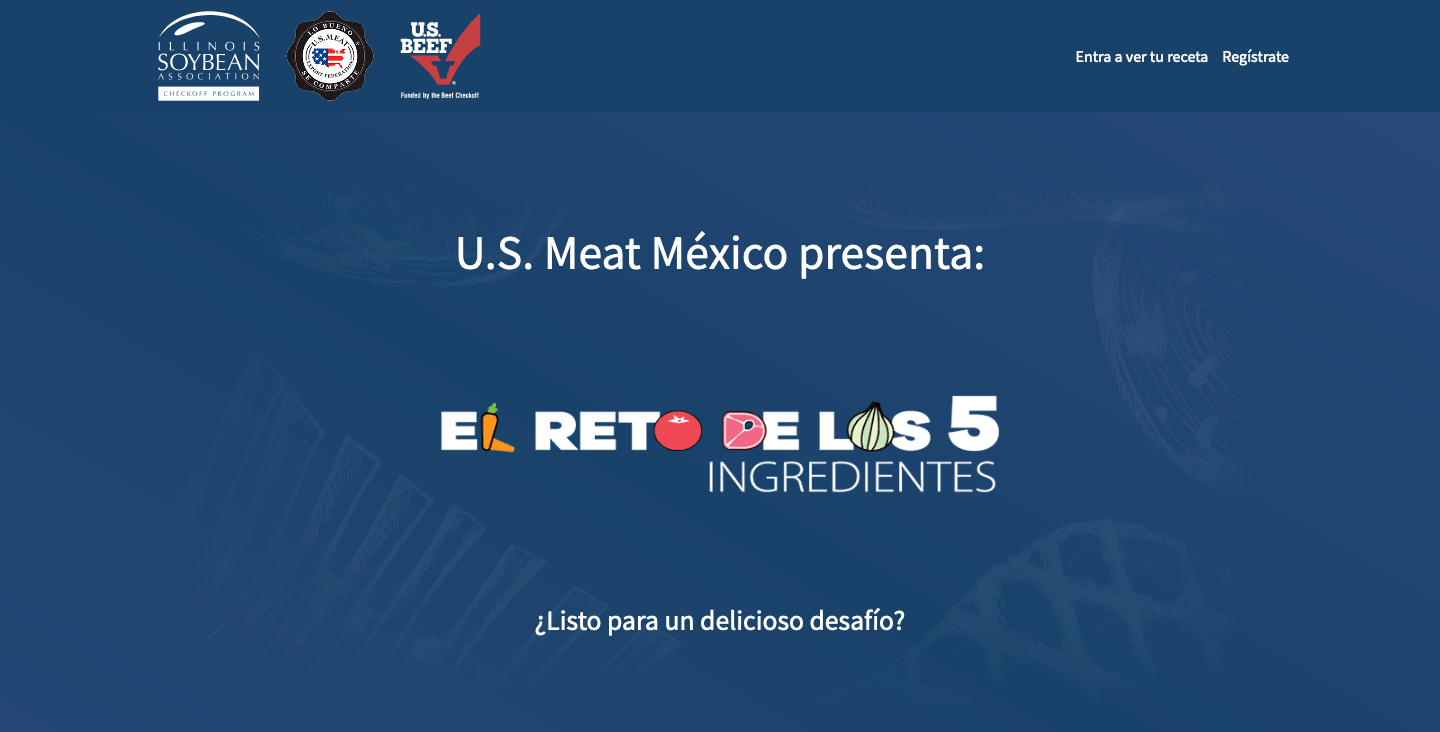 ILLINOIS
SOYBEAN
ASSOCIATION
CHECKOFF PROGRAM
LO BUENO
U.S. MEAT
EXPORT FEDERATION
SE COMPARTE
®
U.S.
BEEF
®
Funded by the Beef Checkoff
Entra a ver tu receta Regístrate
U.S. Meat México presenta:
EL RETO DE LOS 5
INGREDIENTES
¿Listo para un delicioso desafío?